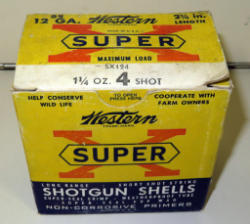 12 GA. Western 2¾ IN. LENGTH
SUPER X
MAXIMUM LOAD
SX124
1¼ OZ. 4 SHOT
HELP CONSERVE WILD LIFE
TO OPEN PRESS HERE
COOPERATE WITH FARM OWNERS
Western
TRADE MARK
SUPER X
LONG RANGE SHORT SHOT STRING
SHOTGUN SHELLS
NON-CORROSIVE PRIMERS